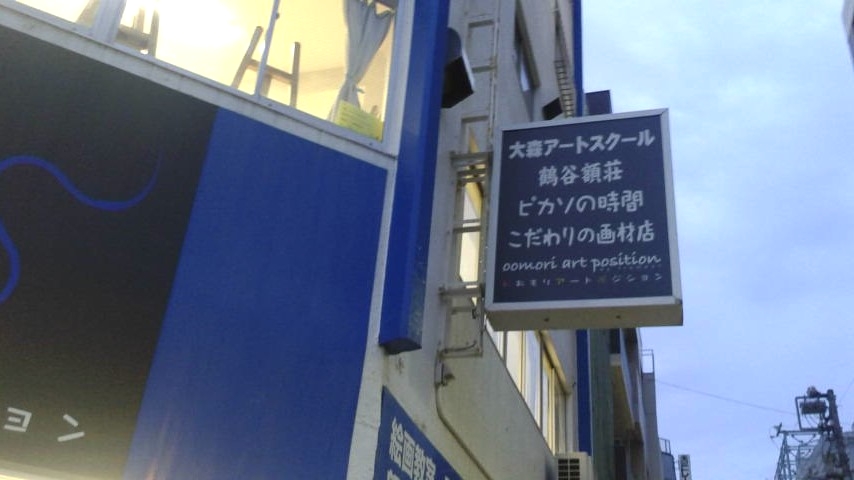 大森アートスクール
鶴谷額荘
ピカソの時間
こだわりの画材店
oomori art position
おおモリアートポジション
ョン
絵画教室